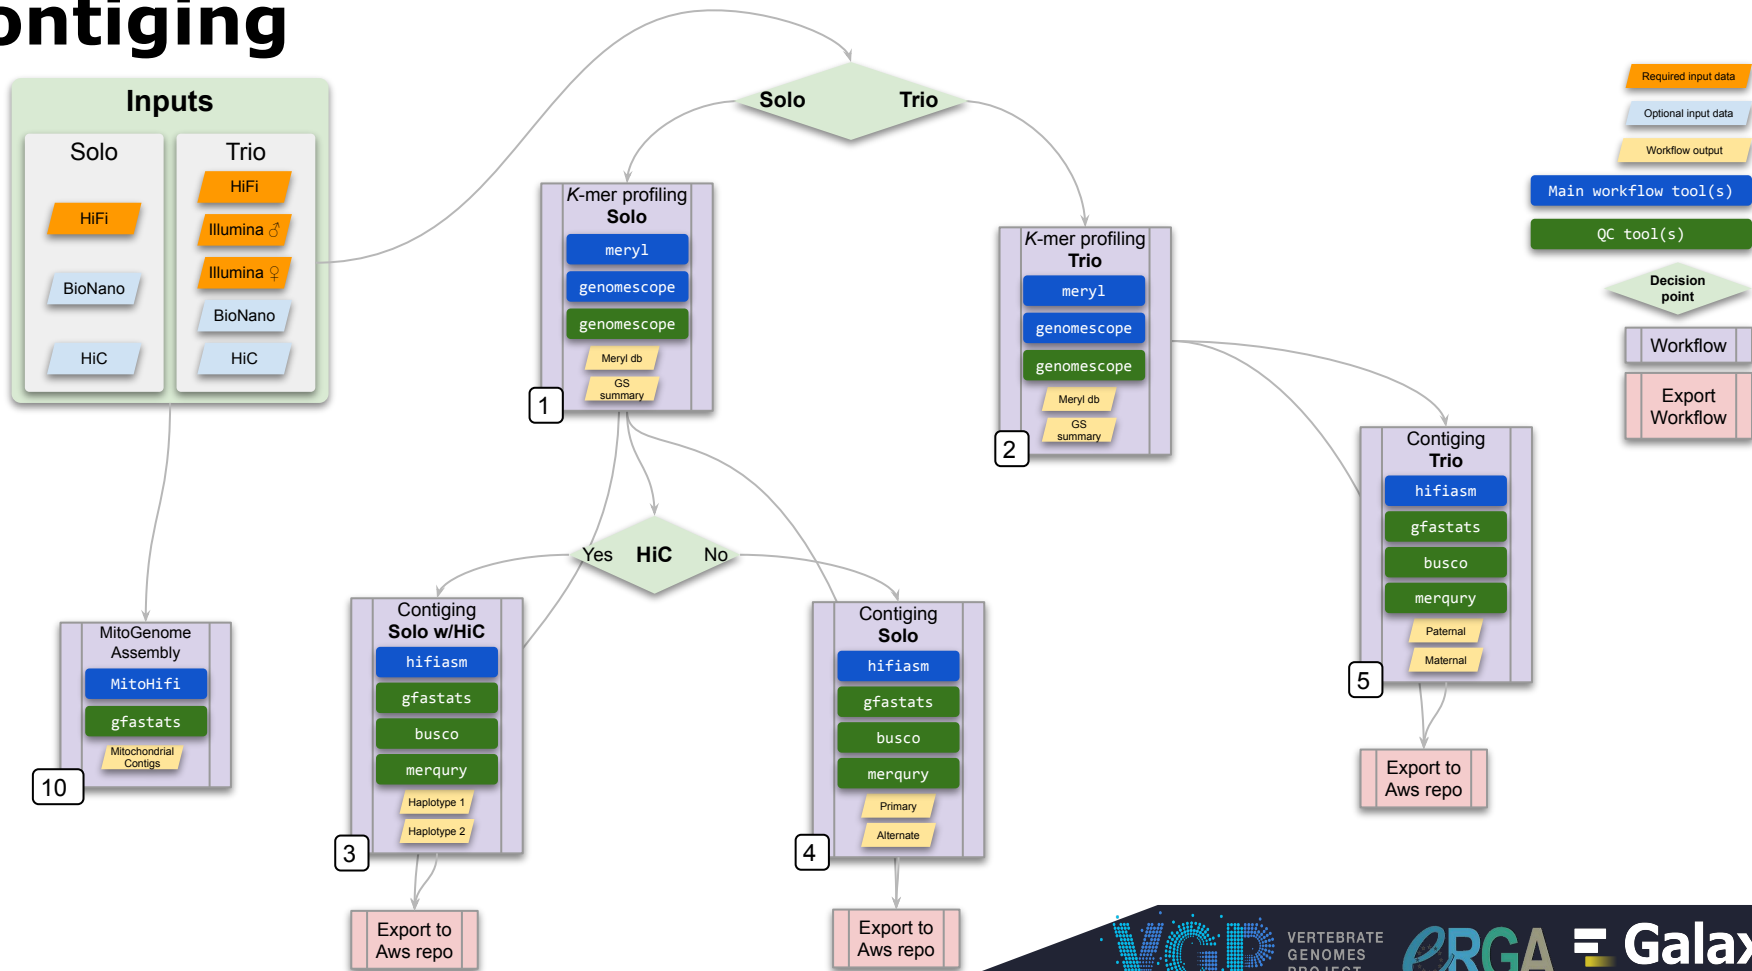 ontiging
Inputs
Solo
HiFi
BioNano
HiC
Trio
HiFi
Illumina ♂
Illumina ♀
BioNano
HiC
Solo
Trio
K-mer profiling
Solo
meryl
genomescope
genomescope
Meryl db
GS
summary
1
K-mer profiling
Trio
meryl
genomescope
genomescope
Meryl db
GS
summary
2
Required input data
Optional input data
Workflow output
Main workflow tool(s)
QC tool(s)
Decision
point
Workflow
Export
Workflow
Yes
HiC
No
MitoGenome
Assembly
MitoHifi
gfastats
Mitochondrial
Contigs
10
Contiging
Solo w/HiC
hifiasm
gfastats
busco
merqury
Haplotype 1
Haplotype 2
3
Export to
Aws repo
Contiging
Solo
hifiasm
gfastats
busco
merqury
Primary
Alternate
4
Export to
Aws repo
Contiging
Trio
hifiasm
gfastats
busco
merqury
Paternal
Maternal
5
Export to
Aws repo
VGP
VERTEBRATE
GENOMES
PROJECT
eRGA
Galax